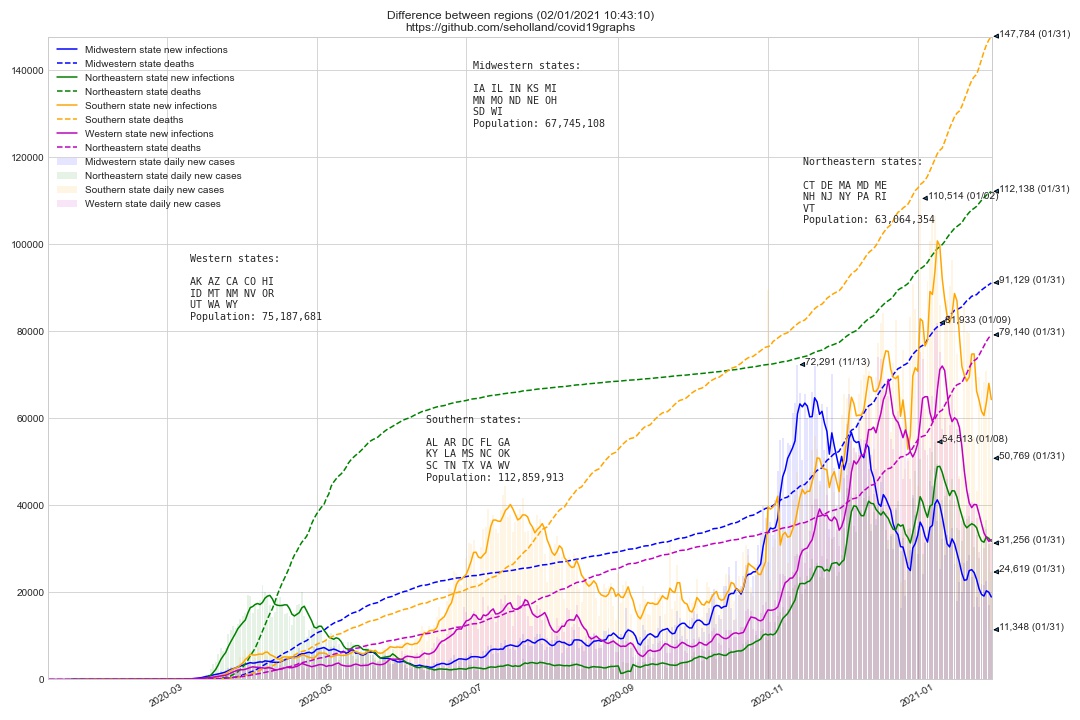 Difference between regions (02/01/2021 10:43:10)
https://github.com/seholland/covid19graphs
Midwestern state new infections
Midwestern state deaths
Northeastern state new infections
Northeastern state deaths
Southern state new infections
Southern state deaths
Western state new infections
Northeastern state deaths
Midwestern state daily new cases
Northeastern state daily new cases
Southern state daily new cases
Western state daily new cases
Midwestern states:
IA IL IN KS MI
MN MO ND NE OH
SD WI
Population: 67,745,108
Northeastern states:
CT DE MA MD ME
NH NJ NY PA RI
VT
Population: 63,064,354
Western states:
AK AZ CA CO HI
ID MT NM NV OR
UT WA WY
Population: 75,187,681
Southern states:
AL AR DC FL GA
KY LA MS NC OK
SC TN TX VA WV
Population: 112,859,913
147,784 (01/31)
112,138 (01/31)
110,514 (01/02)
91,129 (01/31)
81,933 (01/09)
79,140 (01/31)
72,291 (11/13)
54,513 (01/08)
50,769 (01/31)
31,256 (01/31)
24,619 (01/31)
11,348 (01/31)
140000
120000
100000
80000
60000
40000
20000
0
2020-03
2020-05
2020-07
2020-09
2020-11
2021-01